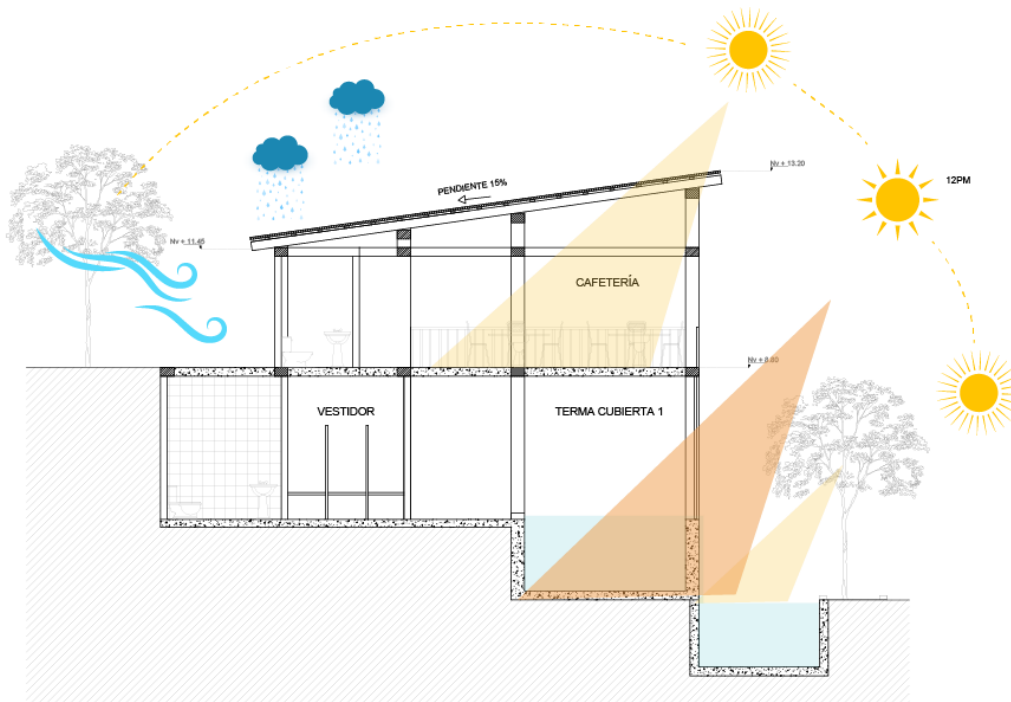 Nv + 13.20
12PM
PENDIENTE 15%
Nv + 11.45
CAFETERÍA
Nv + 8.80
VESTIDOR
TERMA CUBIERTA 1